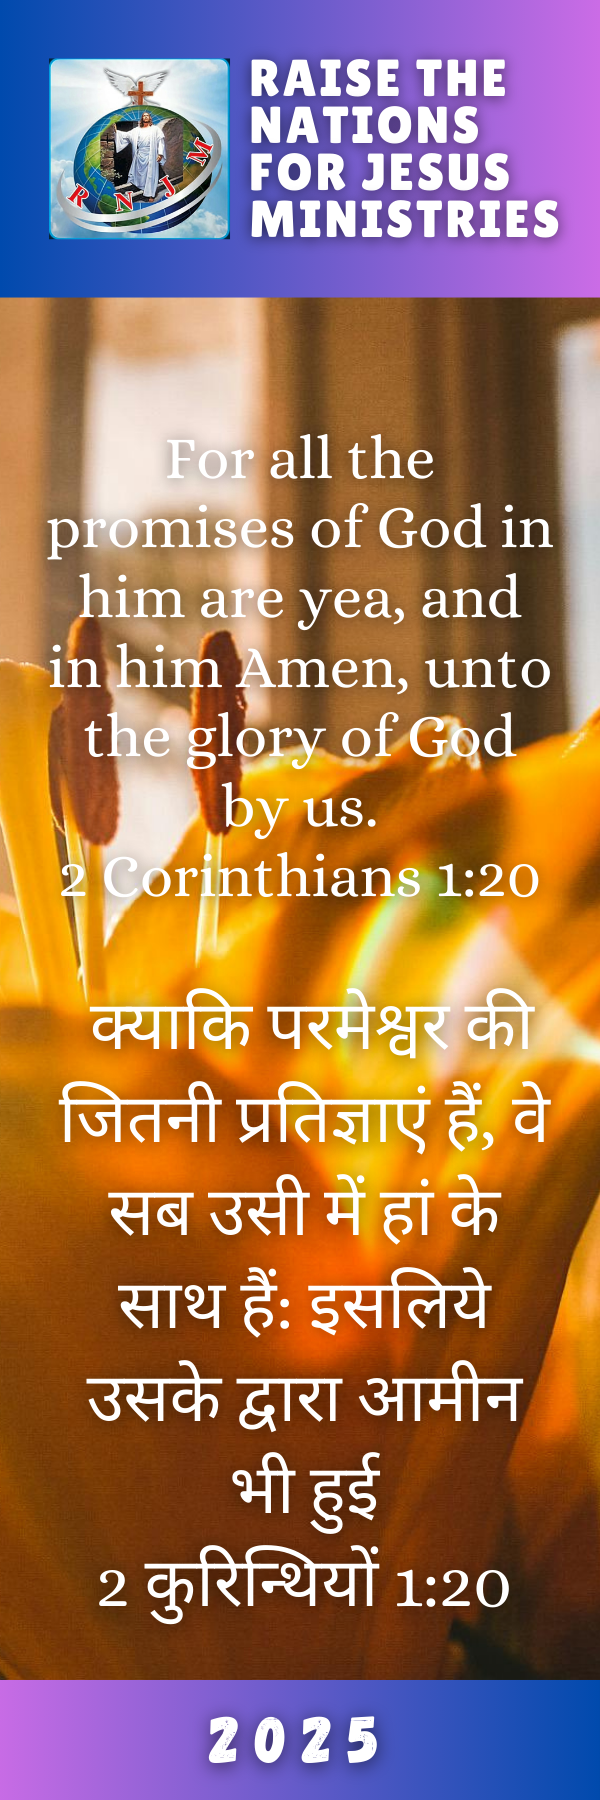 RAISE THE
NATIONS
FOR JESUS
MINISTRIES
R N J M
For all the
promises of God in
him are yea, and
in him Amen, unto
the glory of God
by us.
2 Corinthians 1:20
क्याकि परमेश्वर की
जितनी प्रतिज्ञाएं हैं, वे
सब उसी में हां के
साथ हैं: इसलिये
उसके द्वारा आमीन
भी हुई
2 कुरिन्थियों 1:20
2025